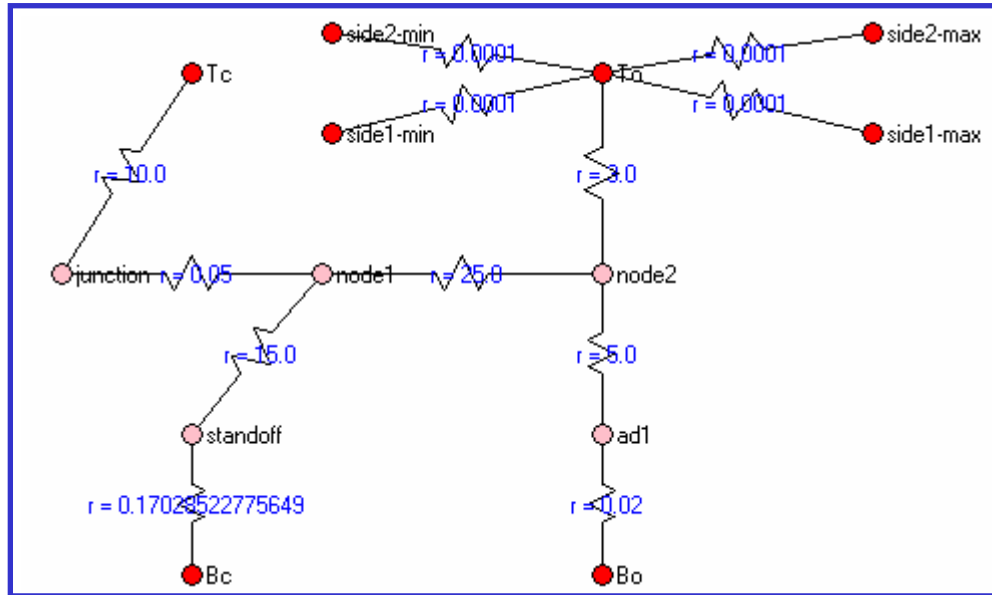 side2-min
side2-max
r = 0.0001
r = 0.0001
Tc
To
r = 0.0001
r = 0.0001
side1-min
side1-max
r = 10.0
r = 3.0
junction
r = 0.05
node1
r = 25.0
node2
r = 15.0
r = 5.0
standoff
ad1
r = 0.17023522775649
r = 0.02
Bc
Bo